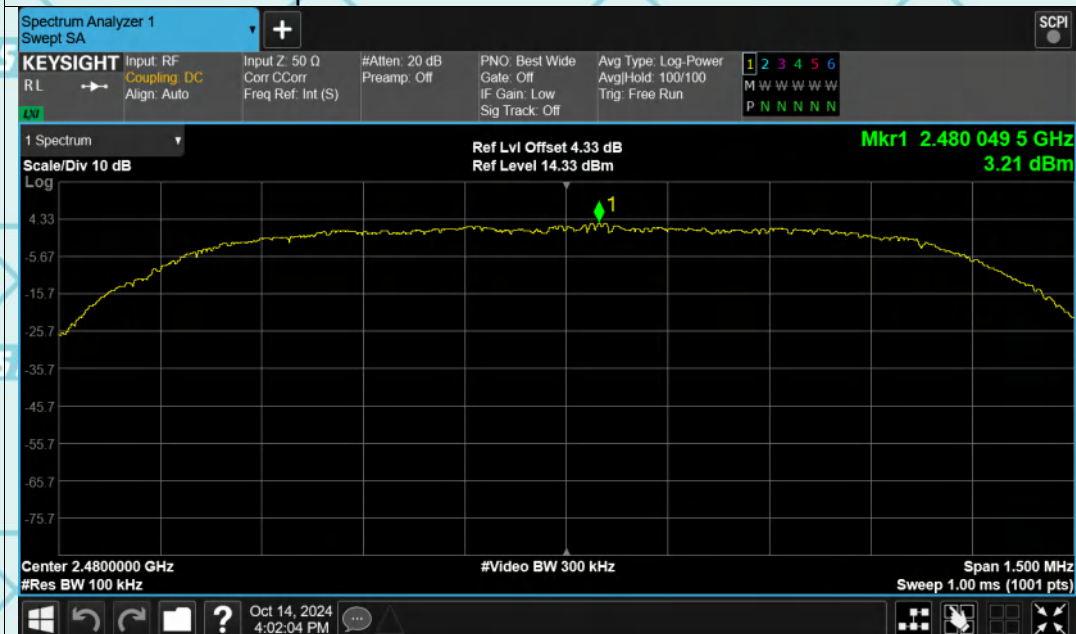 Spectrum Analyzer 1
Swept SA
+
SCPI
KEYSIGHT
RL
LXI
Input: RF
Coupling: DC
Align: Auto
Input Z: 50 Ω
Corr CCorr
Freq Ref: Int (S)
#Atten: 20 dB
Preamp: Off
PNO: Best Wide
Gate: Off
IF Gain: Low
Sig Track: Off
Avg Type: Log-Power
Avg|Hold: 100/100
Trig: Free Run
1 2 3 4 5 6
M W W W W W
P N N N N N
1 Spectrum
Scale/Div 10 dB
Log
Ref Lvl Offset 4.33 dB
Ref Level 14.33 dBm
Mkr1 2.480 049 5 GHz
3.21 dBm
1
4.33
-5.67
-15.7
-25.7
-35.7
-45.7
-55.7
-65.7
-75.7
Center 2.4800000 GHz
#Res BW 100 kHz
#Video BW 300 kHz
Span 1.500 MHz
Sweep 1.00 ms (1001 pts)
?
Oct 14, 2024
4:02:04 PM